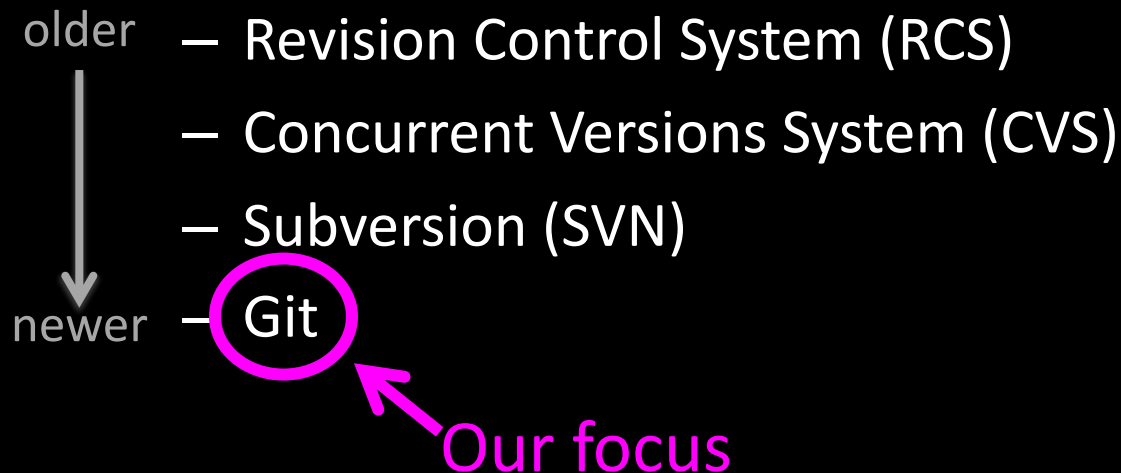 older
– Revision Control System (RCS)
– Concurrent Versions System (CVS)
– Subversion (SVN)
newer
– Git
Our focus